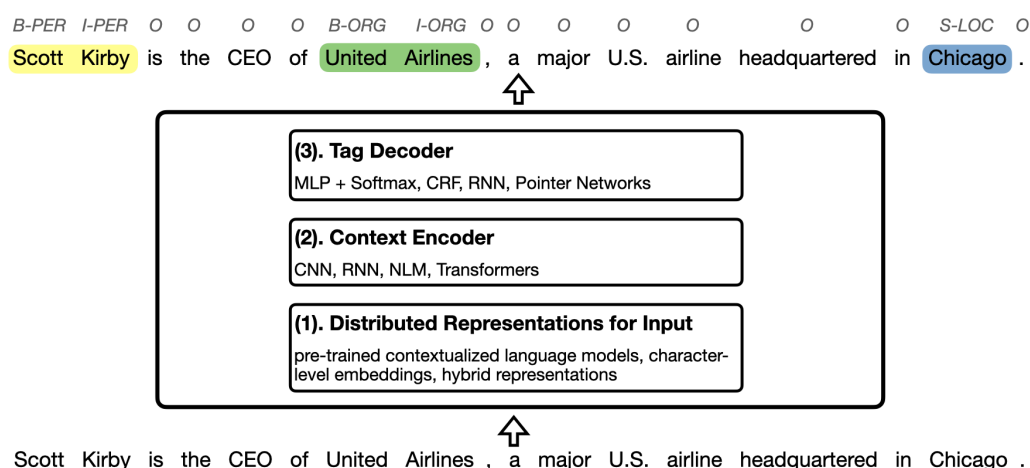 B-PER I-PER O O O O B-ORG I-ORG O O O O O O O S-LOC O
Scott Kirby is the CEO of United Airlines , a major U.S. airline headquartered in Chicago .
(3). Tag Decoder
MLP + Softmax, CRF, RNN, Pointer Networks
(2). Context Encoder
CNN, RNN, NLM, Transformers
(1). Distributed Representations for Input
pre-trained contextualized language models, character-
level embeddings, hybrid representations
Scott Kirby is the CEO of United Airlines , a major U.S. airline headquartered in Chicago .